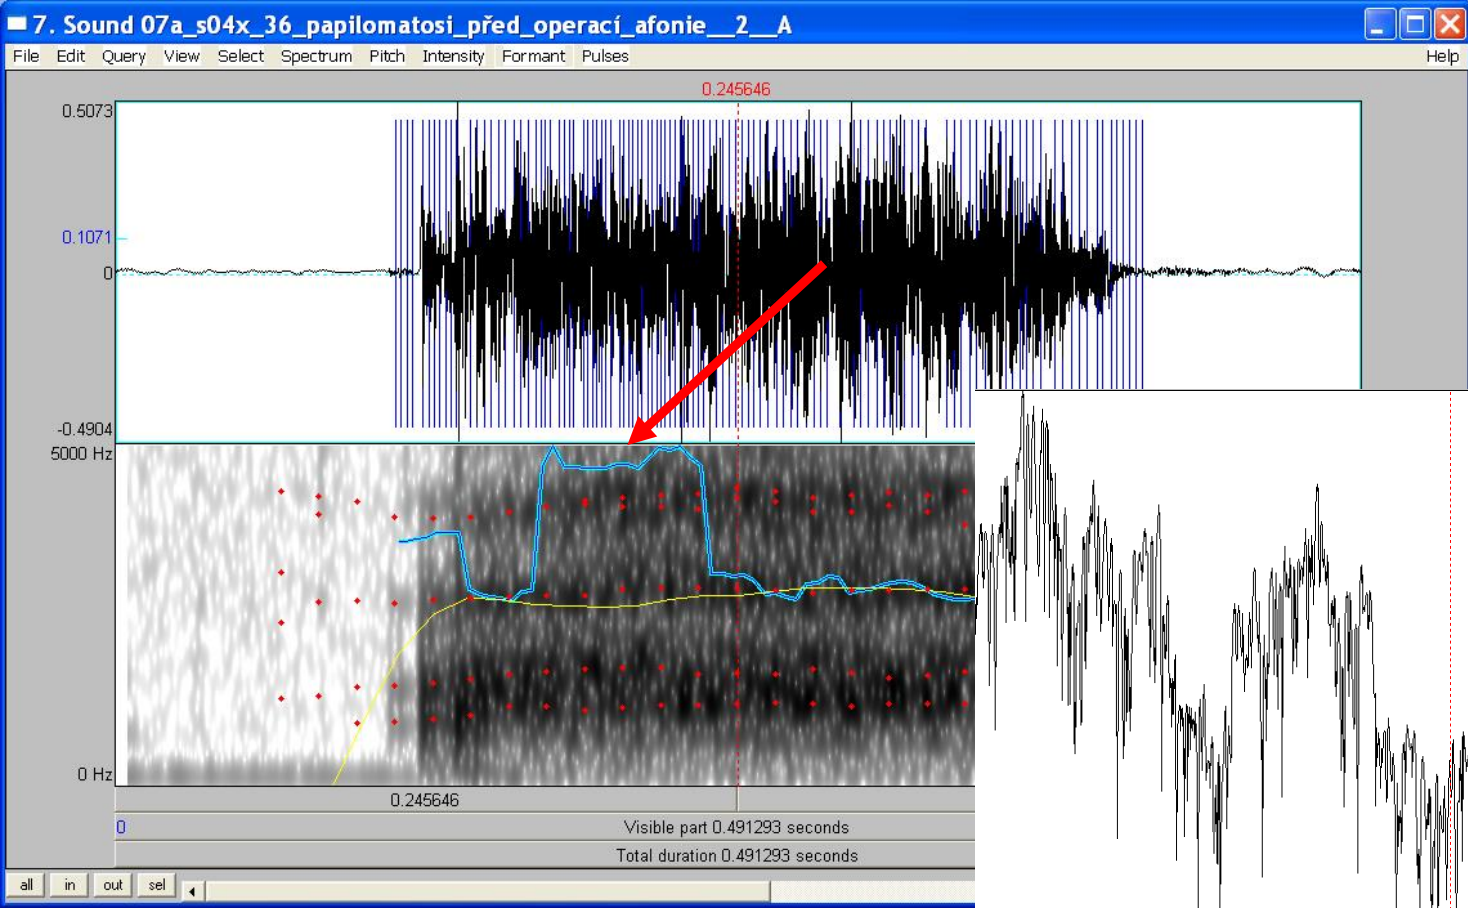 7. Sound 07a_s04x_36_papilomatosi_před_operací_afonie__2__A
File Edit Query View Select Spectrum Pitch Intensity Formant Pulses Help
0.245646
0.5073
0.1071
0
-0.4904
5000 Hz
0 Hz
0.245646
0 Visible part 0.491293 seconds
Total duration 0.491293 seconds
all in out sel